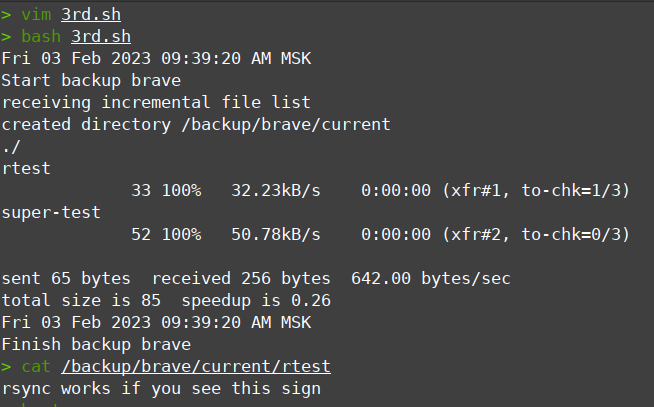 > vim 3rd.sh
> bash 3rd.sh
Fri 03 Feb 2023 09:39:20 AM MSK
Start backup brave
receiving incremental file list
created directory /backup/brave/current
./
rtest
33 100%   32.23kB/s    0:00:00 (xfr#1, to-chk=1/3)
super-test
52 100%   50.78kB/s    0:00:00 (xfr#2, to-chk=0/3)
sent 65 bytes  received 256 bytes  642.00 bytes/sec
total size is 85  speedup is 0.26
Fri 03 Feb 2023 09:39:20 AM MSK
Finish backup brave
> cat /backup/brave/current/rtest
rsync works if you see this sign